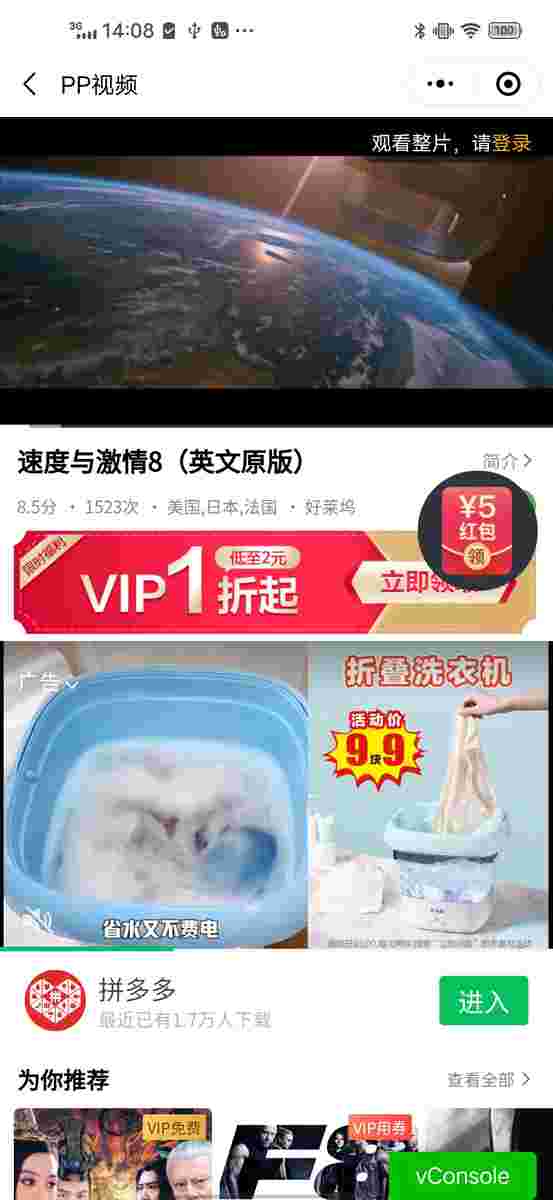 3G 14:08 100
PP视频
观看整片，请登录
速度与激情8（英文原版）
简介
8.5分 · 1523次 · 美国,日本,法国 · 好莱坞
¥5
红包
领
限时福利
VIP1折起
低至2元
立即领
广告
折叠洗衣机
活动价
9块9
省水又不费电
拼多多
最近已有1.7万人下载
进入
为你推荐
查看全部
VIP免费
VIP用券
F8
vConsole